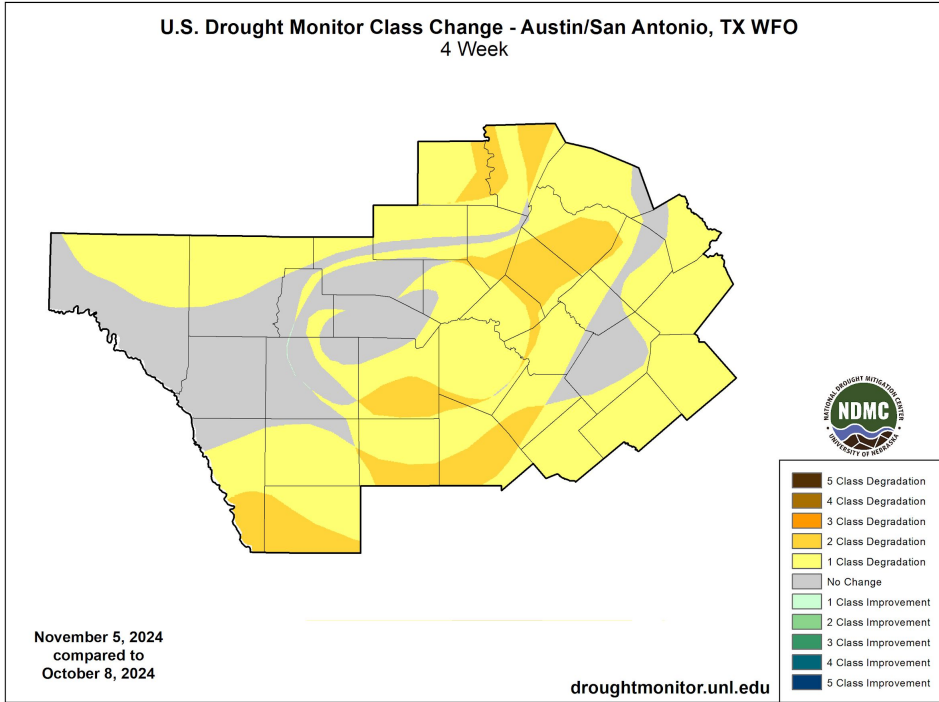 U.S. Drought Monitor Class Change - Austin/San Antonio, TX WFO
4 Week
NATIONAL DROUGHT MITIGATION CENTER
NDMC
UNIVERSITY OF NEBRASKA
5 Class Degradation
4 Class Degradation
3 Class Degradation
2 Class Degradation
1 Class Degradation
No Change
1 Class Improvement
2 Class Improvement
3 Class Improvement
4 Class Improvement
5 Class Improvement
November 5, 2024
compared to
October 8, 2024
droughtmonitor.unl.edu